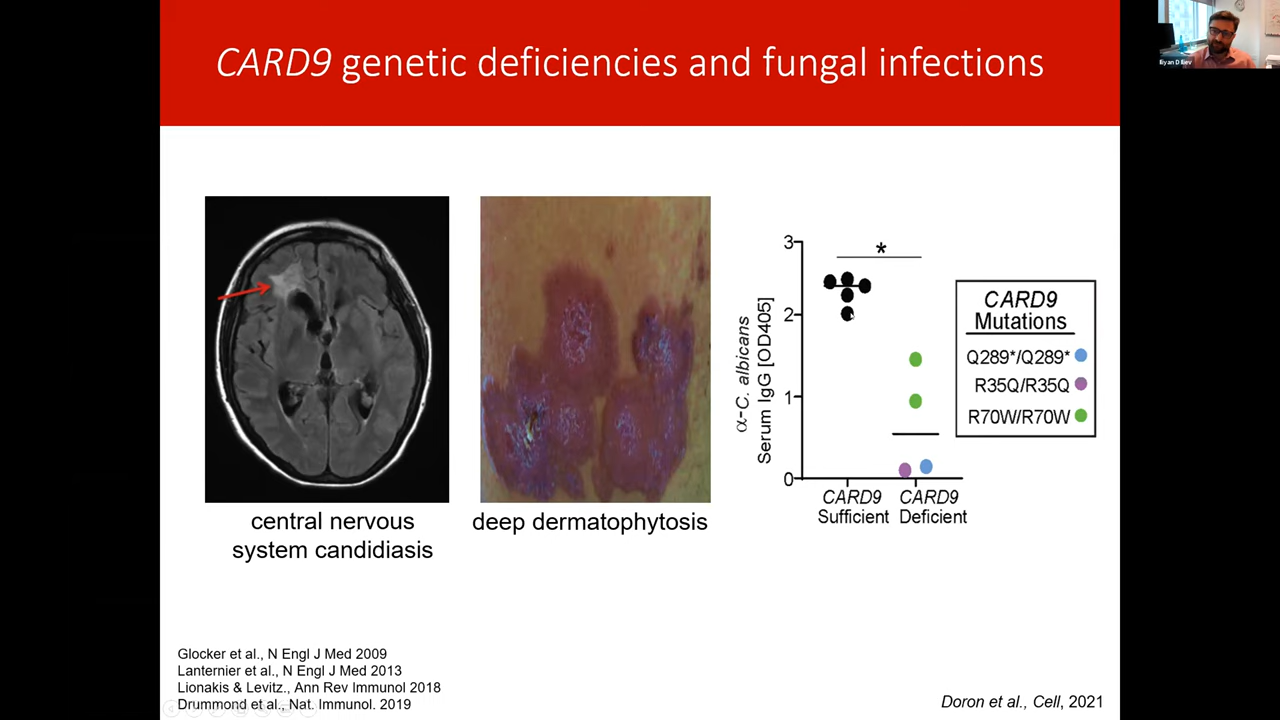 CARD9 genetic deficiencies and fungal infections
central nervous
system candidiasis
deep dermatophytosis
α-C. albicans
Serum IgG [OD405]
3
2
1
0
*
CARD9
Sufficient
CARD9
Deficient
CARD9
Mutations
Q289*/Q289*
R35Q/R35Q
R70W/R70W
Glocker et al., N Engl J Med 2009
Lanternier et al., N Engl J Med 2013
Lionakis & Levitz., Ann Rev Immunol 2018
Drummond et al., Nat. Immunol. 2019
Doron et al., Cell, 2021